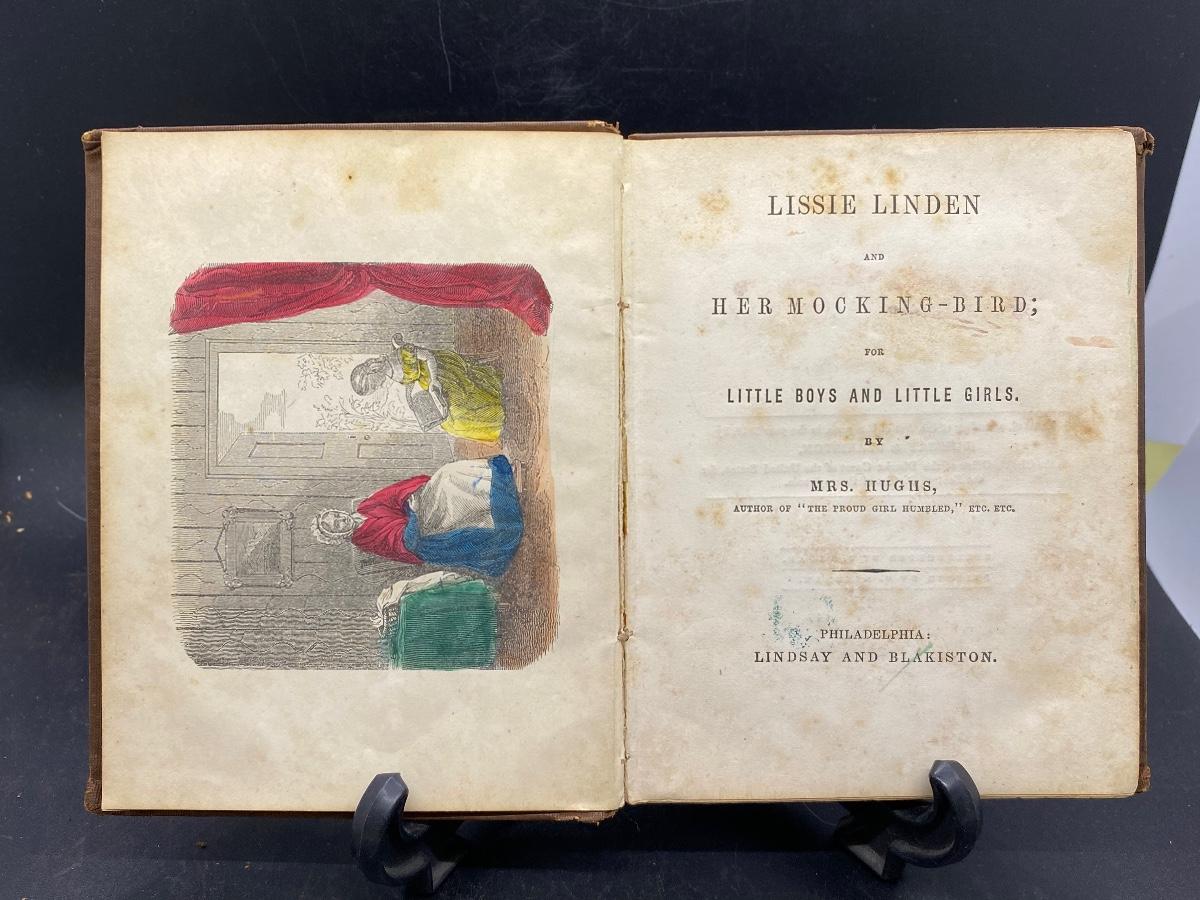 LISSIE LINDEN
AND
HER MOCKING-BIRD;
FOR
LITTLE BOYS AND LITTLE GIRLS.
BY
MRS. HUGHS,
AUTHOR OF "THE PROUD GIRL HUMBLED," ETC. ETC.
PHILADELPHIA:
LINDSAY AND BLAKISTON.